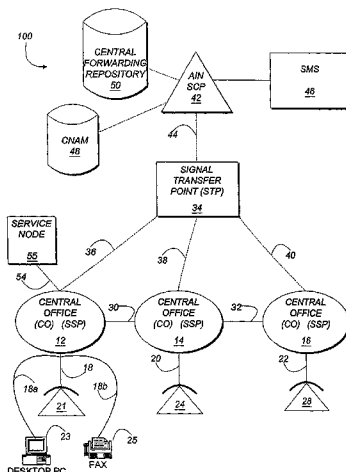 100
CENTRAL
FORWARDING
REPOSITORY
50
AIN
SCP
42
SMS
46
CNAM
48
44
SIGNAL
TRANSFER
POINT (STP)
34
SERVICE
NODE
55
54
36
38
40
CENTRAL
OFFICE
(CO) (SSP)
12
30
CENTRAL
OFFICE
(CO) (SSP)
14
32
CENTRAL
OFFICE
(CO) (SSP)
16
18
18a
18b
20
22
21
24
28
23
25
DESKTOP PC
FAX